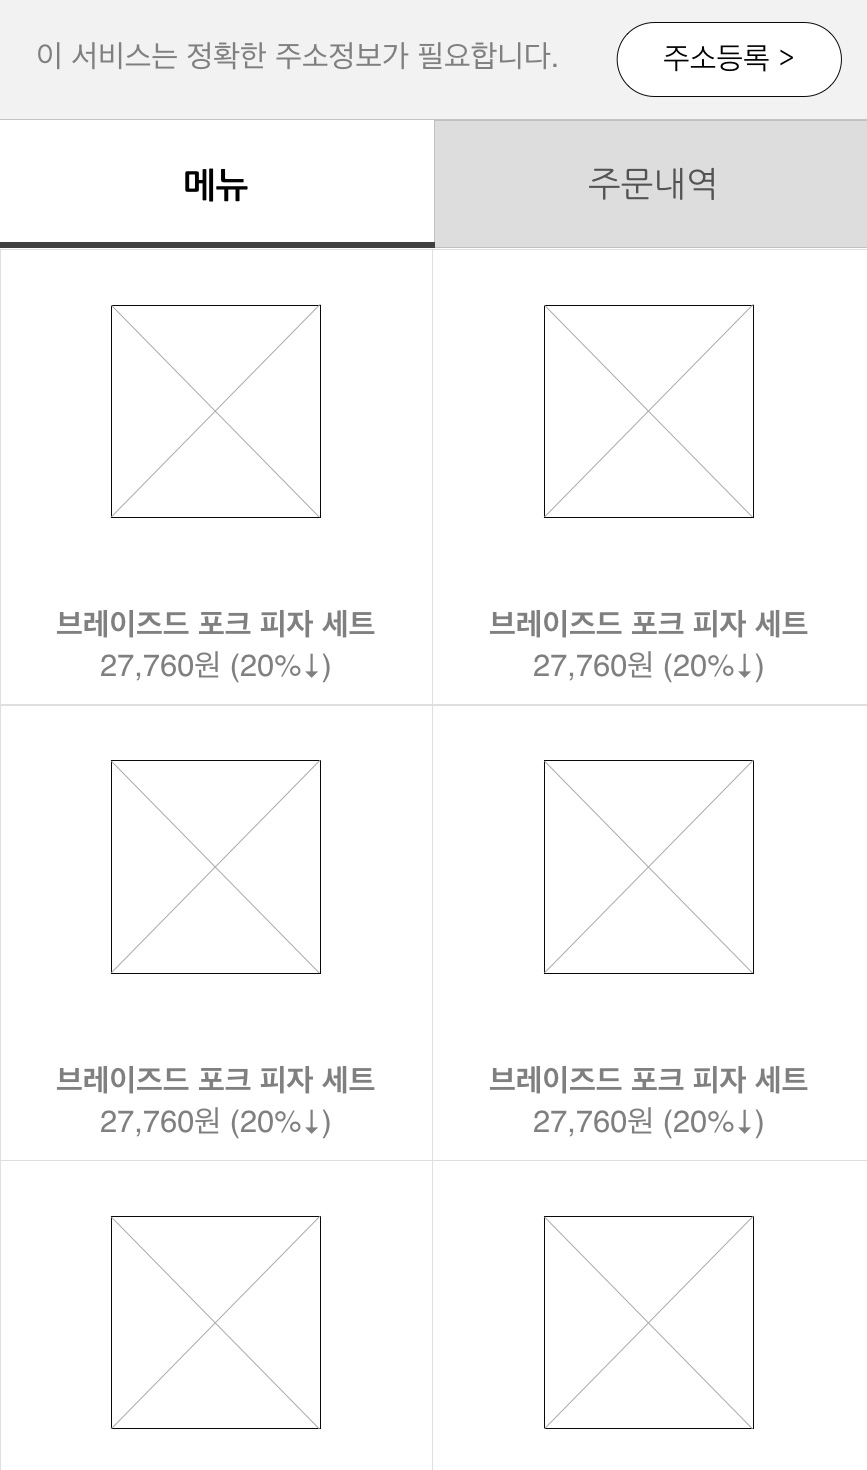 이 서비스는 정확한 주소정보가 필요합니다. 주소등록 >
메뉴 주문내역
브레이즈드 포크 피자 세트 브레이즈드 포크 피자 세트
27,760원 (20%↓) 27,760원 (20%↓)
브레이즈드 포크 피자 세트 브레이즈드 포크 피자 세트
27,760원 (20%↓) 27,760원 (20%↓)